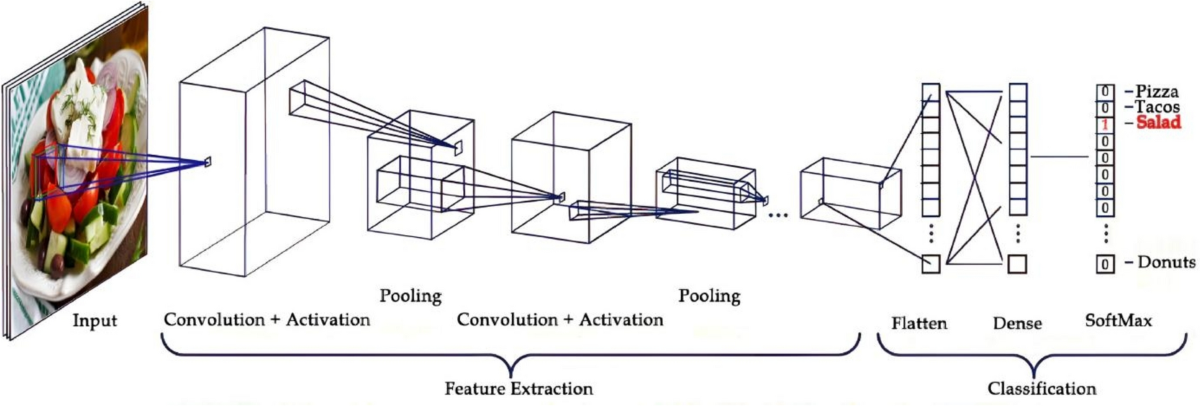 0 – Pizza
0 – Tacos
1 – Salad
0
0
0
0
0
0 – Donuts
Pooling
Pooling
Input
Convolution + Activation
Convolution + Activation
Flatten
Dense
SoftMax
Feature Extraction
Classification